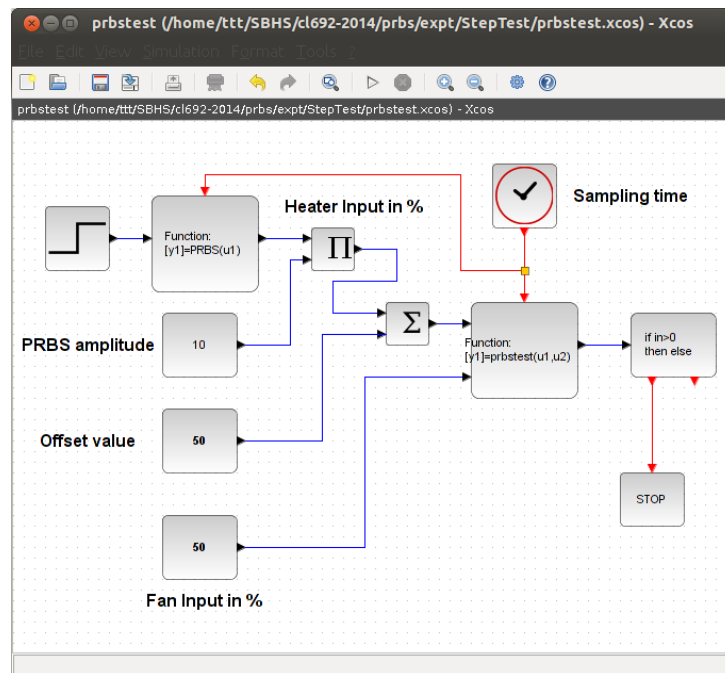 prbstest (/home/ttt/SBHS/cl692-2014/prbs/expt/StepTest/prbstest.xcos) - Xcos
File Edit View Simulation Format Tools ?
prbstest (/home/ttt/SBHS/cl692-2014/prbs/expt/StepTest/prbstest.xcos) - Xcos
Sampling time
Heater Input in %
Function:
[y1]=PRBS(u1)
Π
Σ
PRBS amplitude
10
Function:
[y1]=prbstest(u1,u2)
if in>0
then else
Offset value
50
STOP
50
Fan Input in %